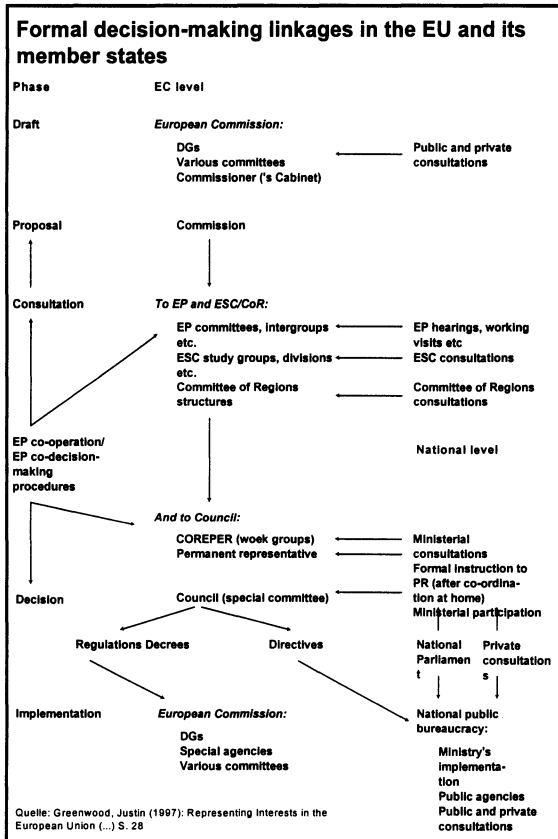 Formal decision-making linkages in the EU and its
member states
Phase
EC level
Draft
European Commission:
DGs
Various committees
Commissioner ('s Cabinet)
Public and private
consultations
Proposal
Commission
Consultation
To EP and ESC/CoR:
EP committees, intergroups
etc.
ESC study groups, divisions
etc.
Committee of Regions
structures
EP hearings, working
visits etc
ESC consultations
Committee of Regions
consultations
EP co-operation/
EP co-decision-
making
procedures
National level
And to Council:
COREPER (week groups)
Permanent representative
Ministerial
consultations
Formal instruction to
PR (after co-ordina-
tion at home)
Ministerial participation
Decision
Council (special committee)
Regulations Decrees
Directives
National
Parliamen
t
Private
consultation
s
Implementation
European Commission:
DGs
Special agencies
Various committees
National public
bureaucracy:
Ministry's
implementa-
tion
Public agencies
Public and private
consultations
Quelle: Greenwood, Justin (1997): Representing Interests in the
European Union (...) S. 28